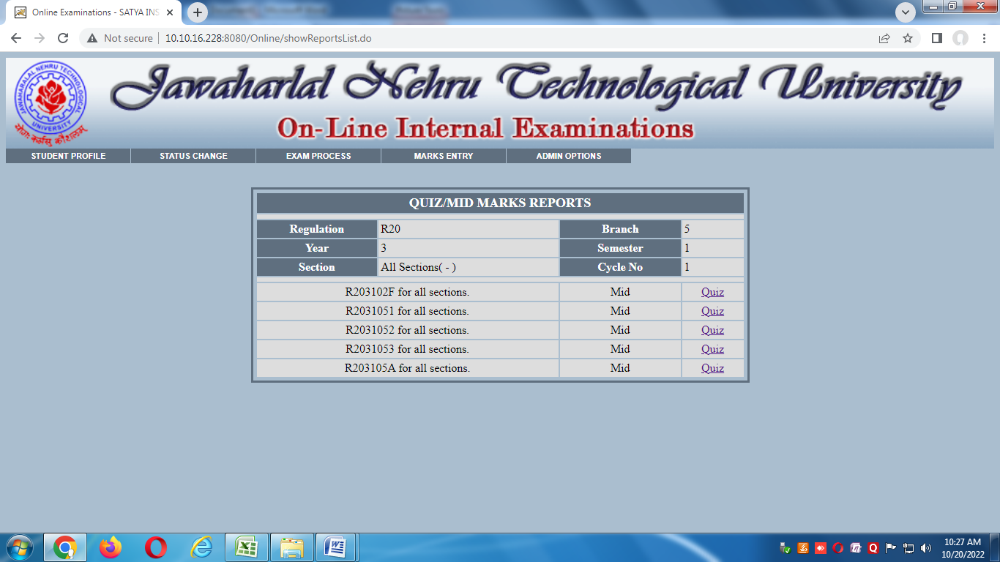 Online Examinations - SATYA INS
Not secure 10.10.16.228:8080/Online/showReportsList.do
JAWAHARLAL NEHRU TECHNOLOGICAL UNIVERSITY
योगः कर्मसु कौशलम्
Jawaharlal Nehru Technological University
On-Line Internal Examinations
STUDENT PROFILE STATUS CHANGE EXAM PROCESS MARKS ENTRY ADMIN OPTIONS
QUIZ/MID MARKS REPORTS
Regulation R20 Branch 5
Year 3 Semester 1
Section All Sections( - ) Cycle No 1
R203102F for all sections. Mid Quiz
R2031051 for all sections. Mid Quiz
R2031052 for all sections. Mid Quiz
R2031053 for all sections. Mid Quiz
R203105A for all sections. Mid Quiz
10:27 AM
10/20/2022